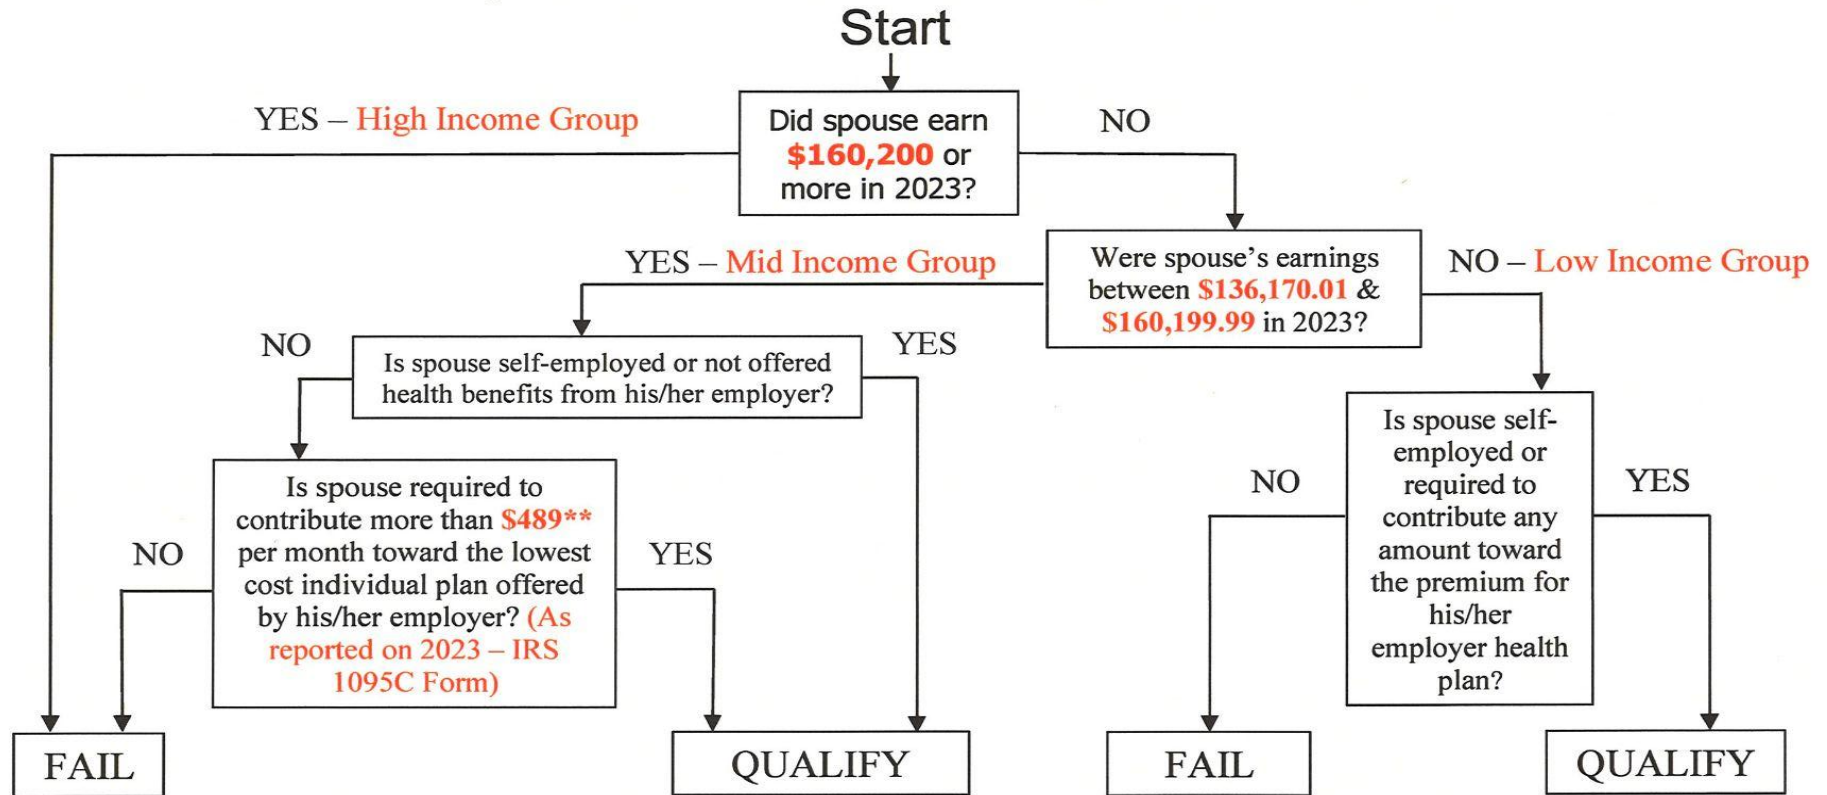 Start
YES – High Income Group
Did spouse earn
$160,200 or
more in 2023?
NO
YES – Mid Income Group
Were spouse’s earnings
between $136,170.01 &
$160,199.99 in 2023?
NO – Low Income Group
NO
Is spouse self-employed or not offered
health benefits from his/her employer?
YES
NO
Is spouse required to
contribute more than $489**
per month toward the lowest
cost individual plan offered
by his/her employer? (As
reported on 2023 – IRS
1095C Form)
YES
NO
Is spouse self-
employed or
required to
contribute any
amount toward
the premium for
his/her
employer health
plan?
YES
FAIL
QUALIFY
FAIL
QUALIFY